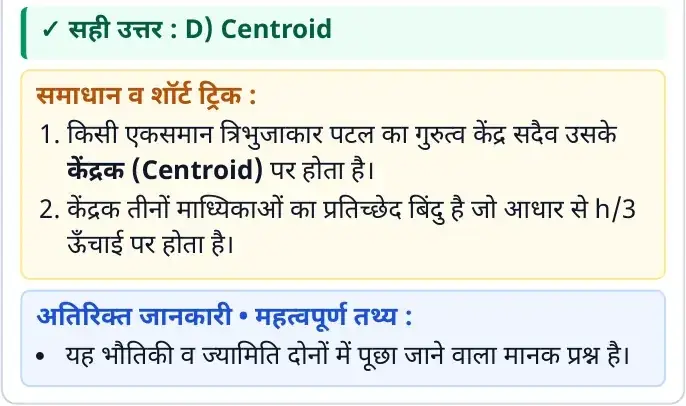 ✓ सही उत्तर : D) Centroid
समाधान व शॉर्ट ट्रिक :
1. किसी एकसमान त्रिभुजाकार पटल का गुरुत्व केंद्र सदैव उसके
केंद्रक (Centroid) पर होता है।
2. केंद्रक तीनों माध्यिकाओं का प्रतिच्छेद बिंदु है जो आधार से h/3
ऊँचाई पर होता है।
अतिरिक्त जानकारी • महत्वपूर्ण तथ्य :
• यह भौतिकी व ज्यामिति दोनों में पूछा जाने वाला मानक प्रश्न है।